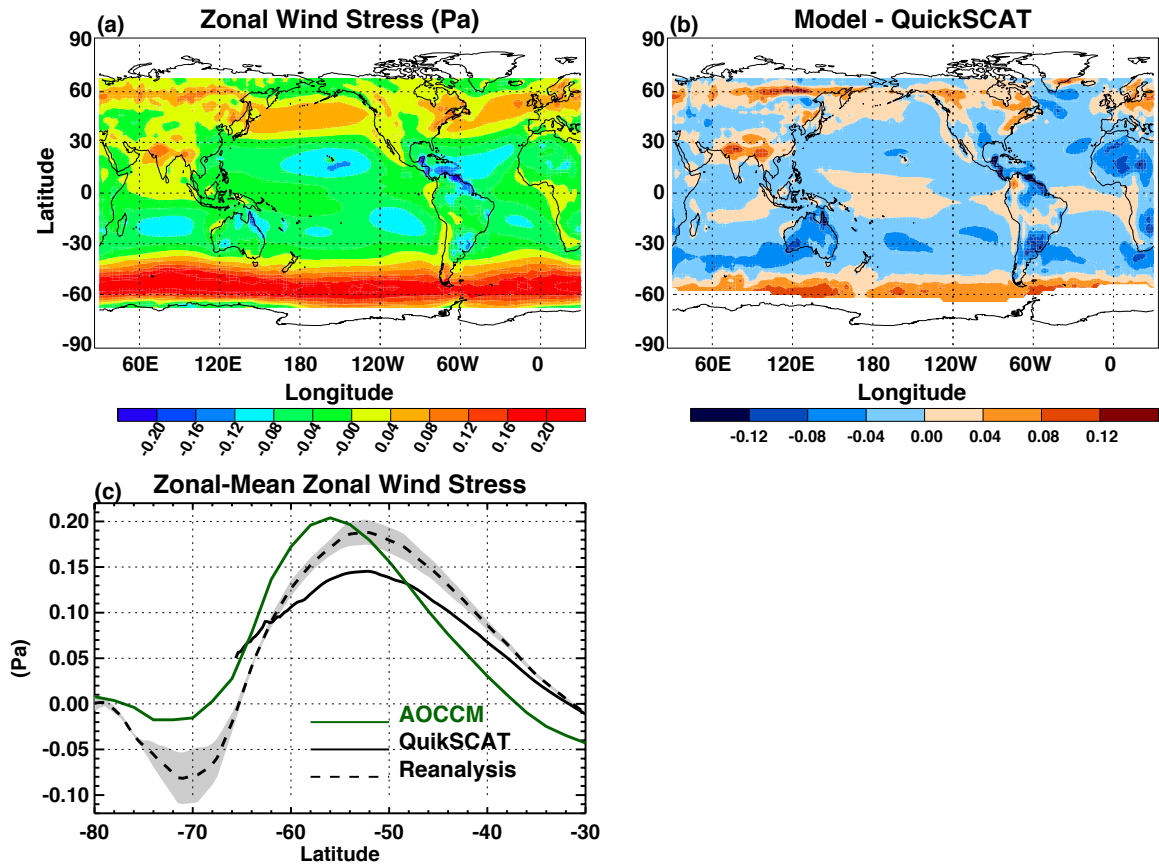 (a) Zonal Wind Stress (Pa)
90
60
30
0
-30
-60
-90
Latitude
60E 120E 180 120W 60W 0
Longitude
-0.20 -0.16 -0.12 -0.08 -0.04 -0.00 0.04 0.08 0.12 0.16 0.20
(b) Model - QuickSCAT
90
60
30
0
-30
-60
-90
60E 120E 180 120W 60W 0
Longitude
-0.12 -0.08 -0.04 0.00 0.04 0.08 0.12
(c) Zonal-Mean Zonal Wind Stress
0.20
0.15
0.10
0.05
0.00
-0.05
-0.10
(Pa)
AOCCM
QuikSCAT
Reanalysis
-80 -70 -60 -50 -40 -30
Latitude